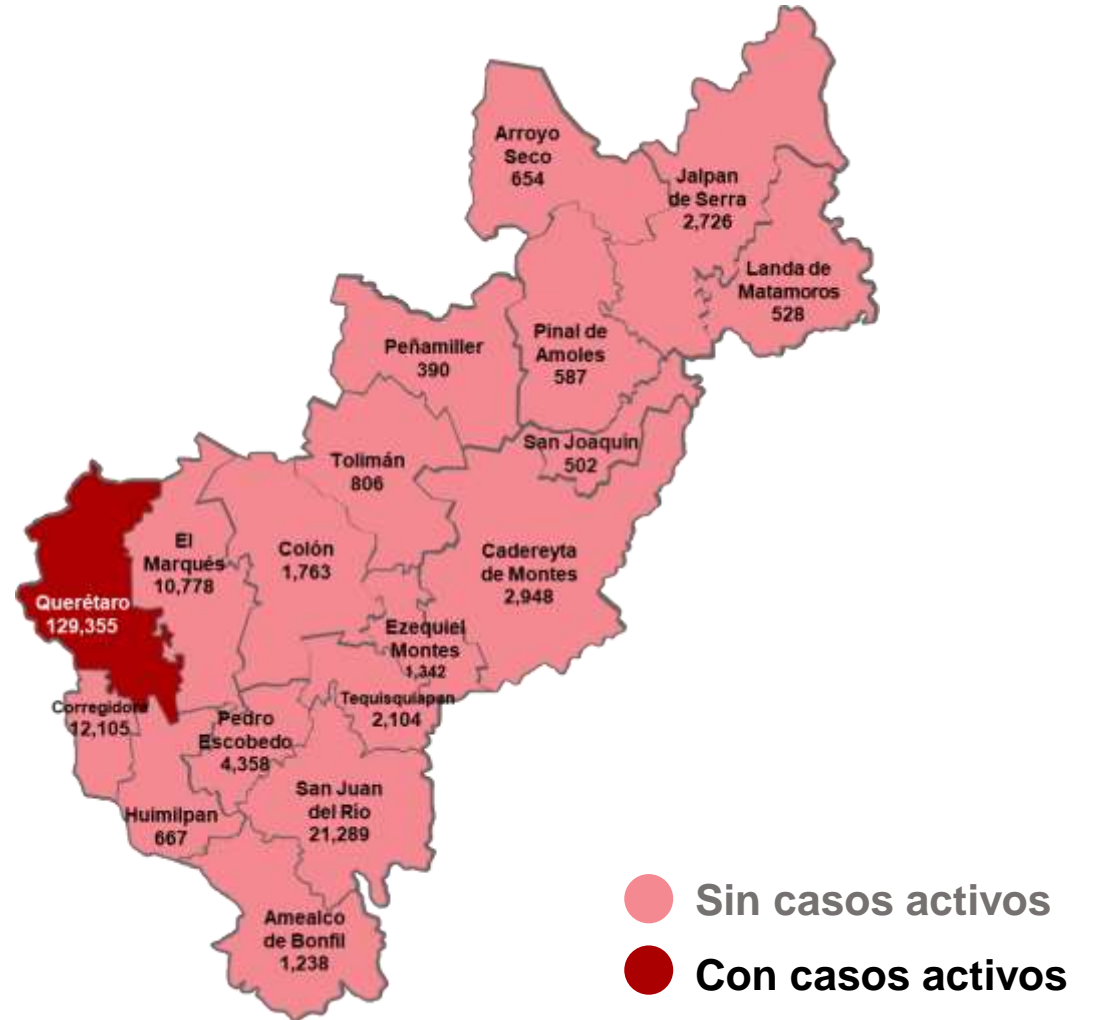 Arroyo
Seco
654
Jalpan
de Serra
2,726
Landa de
Matamoros
528
Peñamiller
390
Pinal de
Amoles
587
San Joaquín
502
Tolimán
806
El
Marqués
10,778
Colón
1,763
Cadereyta
de Montes
2,948
Querétaro
129,355
Ezequiel
Montes
1,342
Corregidora
12,105
Tequisquiapan
2,104
Pedro
Escobedo
4,358
San Juan
del Río
21,289
Huimilpan
667
Amealco
de Bonfil
1,238
Sin casos activos
Con casos activos